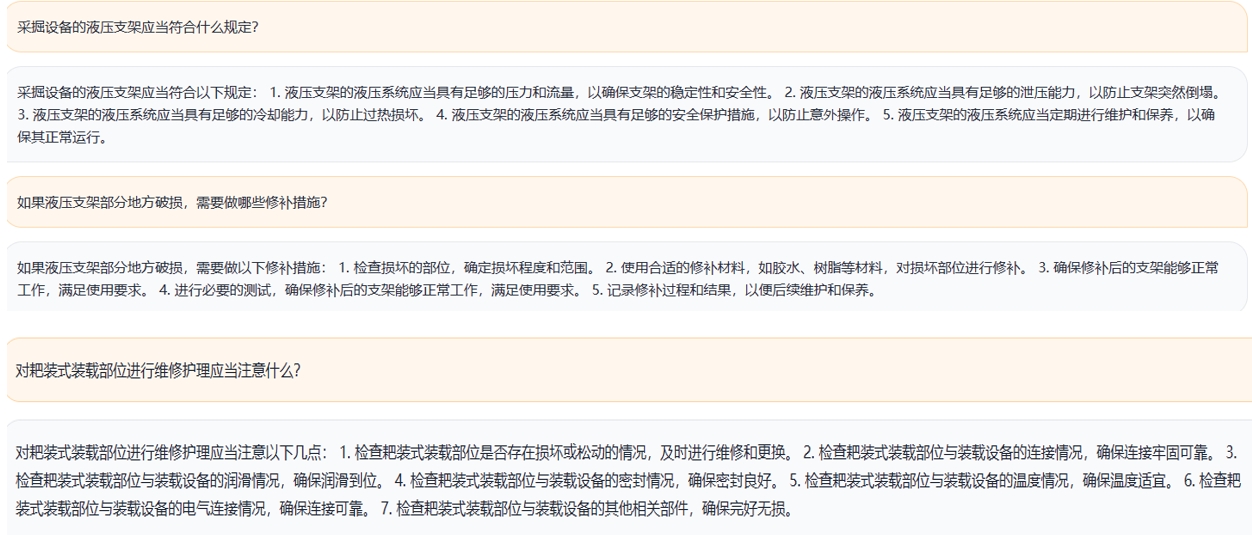 采掘设备的液压支架应当符合什么规定？
采掘设备的液压支架应当符合以下规定： 1. 液压支架的液压系统应当具有足够的压力和流量，以确保支架的稳定性和安全性。 2. 液压支架的液压系统应当具有足够的泄压能力，以防止支架突然倒塌。
3. 液压支架的液压系统应当具有足够的冷却能力，以防止过热损坏。 4. 液压支架的液压系统应当具有足够的安全保护措施，以防止意外操作。 5. 液压支架的液压系统应当定期进行维护和保养，以确
保其正常运行。
如果液压支架部分地方破损，需要做哪些修补措施？
如果液压支架部分地方破损，需要做以下修补措施： 1. 检查损坏的部位，确定损坏程度和范围。 2. 使用合适的修补材料，如胶水、树脂等材料，对损坏部位进行修补。 3. 确保修补后的支架能够正常
工作，满足使用要求。 4. 进行必要的测试，确保修补后的支架能够正常工作，满足使用要求。 5. 记录修补过程和结果，以便后续维护和保养。
对耙装式装载部位进行维修护理应当注意什么？
对耙装式装载部位进行维修护理应当注意以下几点： 1. 检查耙装式装载部位是否存在损坏或松动的情况，及时进行维修和更换。 2. 检查耙装式装载部位与装载设备的连接情况，确保连接牢固可靠。 3.
检查耙装式装载部位与装载设备的润滑情况，确保润滑到位。 4. 检查耙装式装载部位与装载设备的密封情况，确保密封良好。 5. 检查耙装式装载部位与装载设备的温度情况，确保温度适宜。 6. 检查耙
装式装载部位与装载设备的电气连接情况，确保连接可靠。 7. 检查耙装式装载部位与装载设备的其他相关部件，确保完好无损。